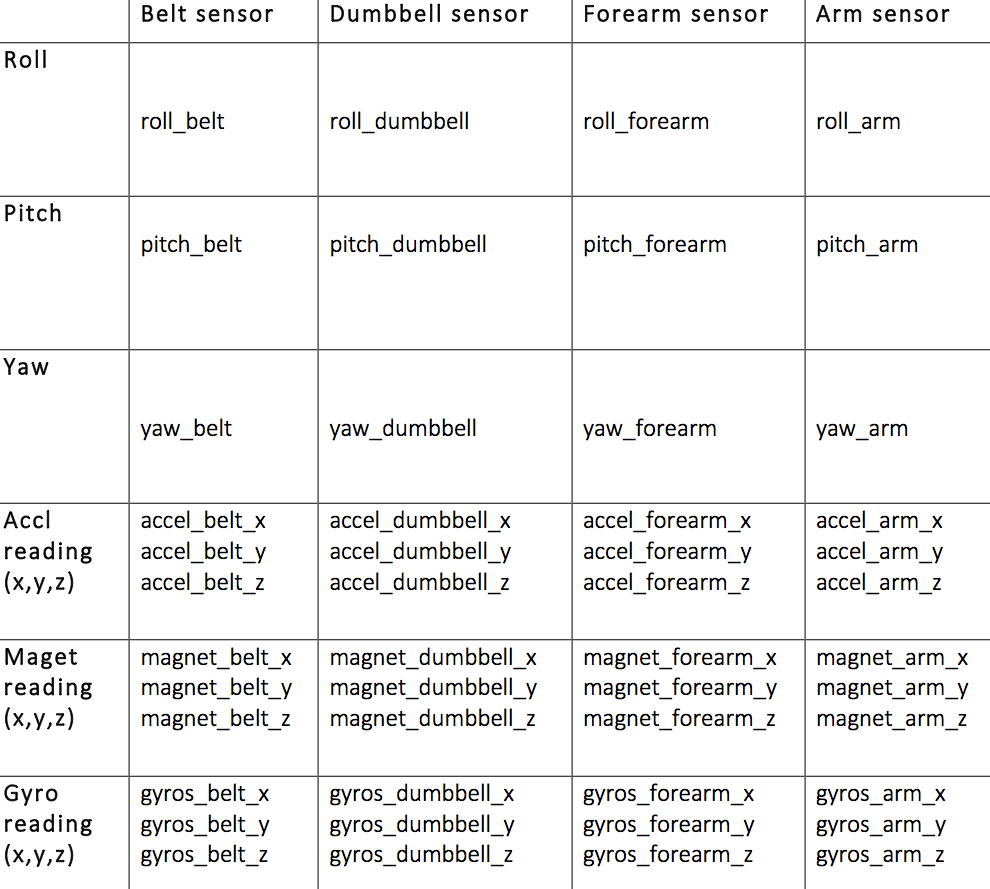 Belt sensor Dumbbell sensor Forearm sensor Arm sensor
Roll
roll_belt roll_dumbbell roll_forearm roll_arm
Pitch
pitch_belt pitch_dumbbell pitch_forearm pitch_arm
Yaw
yaw_belt yaw_dumbbell yaw_forearm yaw_arm
Accl accel_belt_x accel_dumbbell_x accel_forearm_x accel_arm_x
reading accel_belt_y accel_dumbbell_y accel_forearm_y accel_arm_y
(x,y,z) accel_belt_z accel_dumbbell_z accel_forearm_z accel_arm_z
Maget magnet_belt_x magnet_dumbbell_x magnet_forearm_x magnet_arm_x
reading magnet_belt_y magnet_dumbbell_y magnet_forearm_y magnet_arm_y
(x,y,z) magnet_belt_z magnet_dumbbell_z magnet_forearm_z magnet_arm_z
Gyro gyros_belt_x gyros_dumbbell_x gyros_forearm_x gyros_arm_x
reading gyros_belt_y gyros_dumbbell_y gyros_forearm_y gyros_arm_y
(x,y,z) gyros_belt_z gyros_dumbbell_z gyros_forearm_z gyros_arm_z